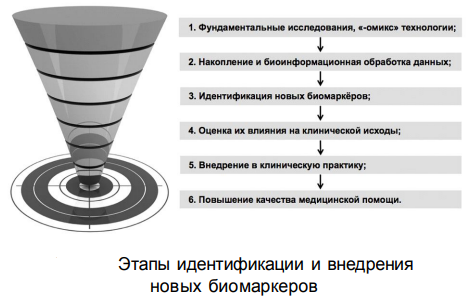 1. Фундаментальные исследования, «-омикс» технологии;
2. Накопление и биоинформационная обработка данных;
3. Идентификация новых биомаркёров;
4. Оценка их влияния на клинической исходы;
5. Внедрение в клиническую практику;
6. Повышение качества медицинской помощи.
Этапы идентификации и внедрения
новых биомаркеров